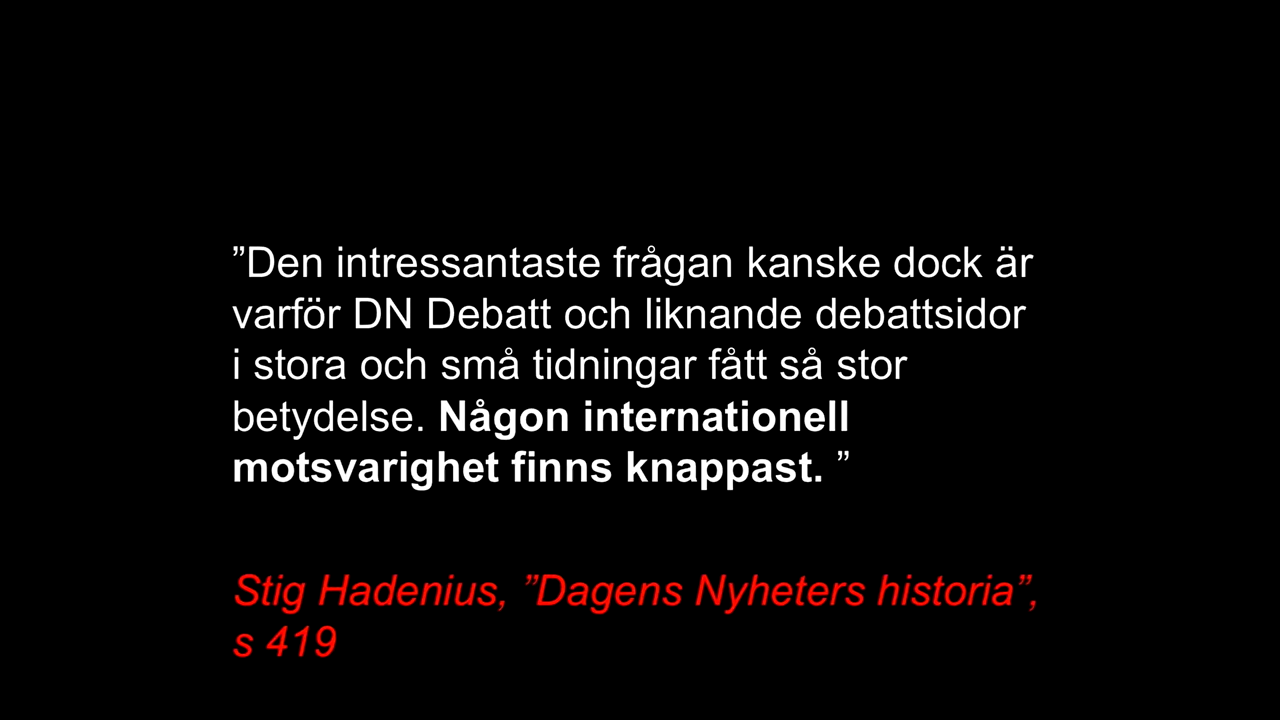 ”Den intressantaste frågan kanske dock är
varför DN Debatt och liknande debattsidor
i stora och små tidningar fått så stor
betydelse. Någon internationell
motsvarighet finns knappast. ”
Stig Hadenius, ”Dagens Nyheters historia”,
s 419